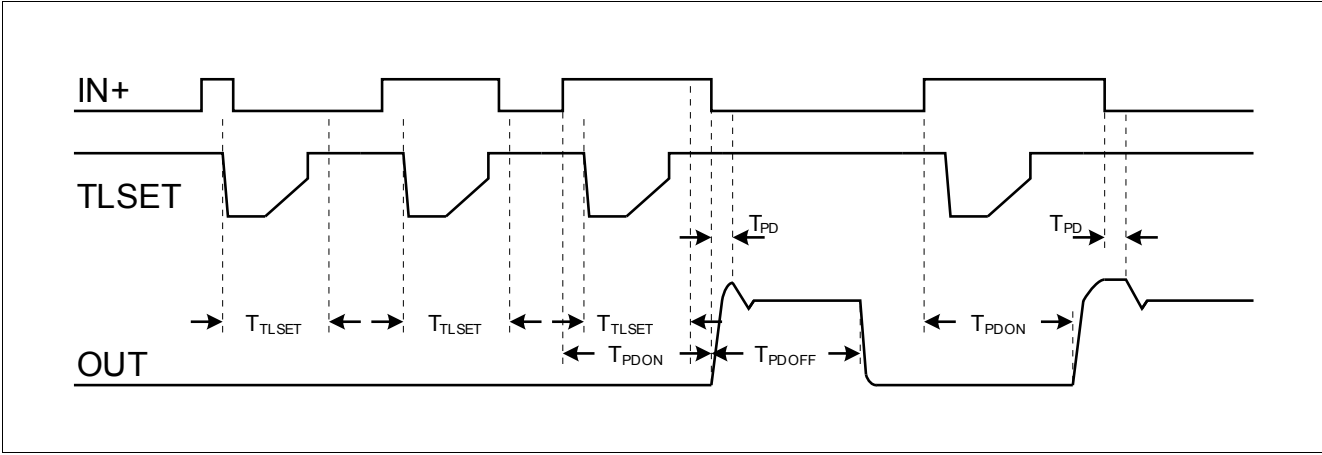 IN+
TLSET
TPD
TPD
TTLSET
TTLSET
TTLSET
TPDON
OUT
TPDON
TPDOFF